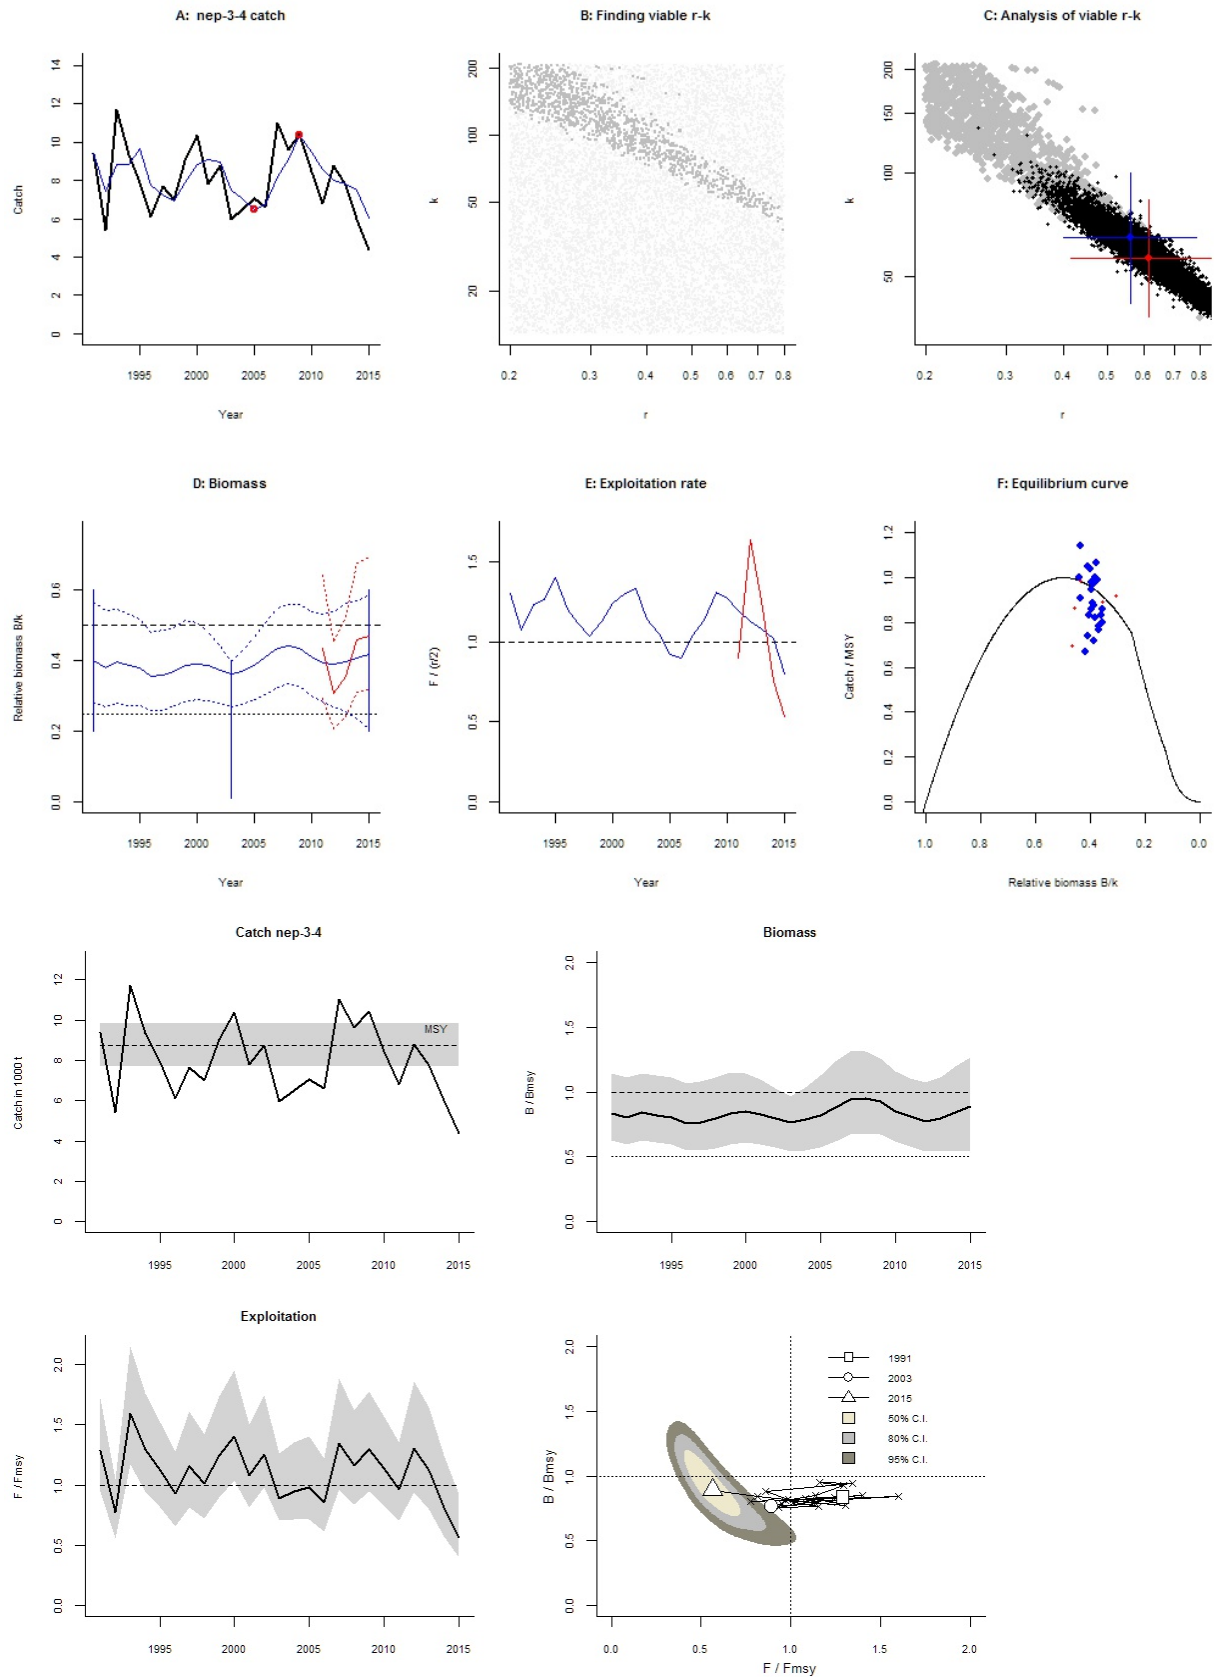 A: nep-3-4 catch
B: Finding viable r-k
C: Analysis of viable r-k
Catch
0 2 4 6 8 10 12 14
1995 2000 2005 2010 2015
Year
k
20 50 100 200
0.2 0.3 0.4 0.5 0.6 0.7 0.8
r
k
50 100 150 200
0.2 0.3 0.4 0.5 0.6 0.7 0.8
r
D: Biomass
E: Exploitation rate
F: Equilibrium curve
Relative biomass B/k
0.0 0.2 0.4 0.6
1995 2000 2005 2010 2015
Year
F / (r/2)
0.0 0.5 1.0 1.5
1995 2000 2005 2010 2015
Year
Catch / MSY
0.0 0.2 0.4 0.6 0.8 1.0 1.2
1.0 0.8 0.6 0.4 0.2 0.0
Relative biomass B/k
Catch nep-3-4
Biomass
Catch in 1000 t
0 2 4 6 8 10 12
MSY
1995 2000 2005 2010 2015
B / Bmsy
0.0 0.5 1.0 1.5 2.0
1995 2000 2005 2010 2015
Exploitation
F / Fmsy
0.0 0.5 1.0 1.5 2.0
1995 2000 2005 2010 2015
B / Bmsy
0.0 0.5 1.0 1.5 2.0
1991
2003
2015
50% C.I.
80% C.I.
95% C.I.
0.0 0.5 1.0 1.5 2.0
F / Fmsy